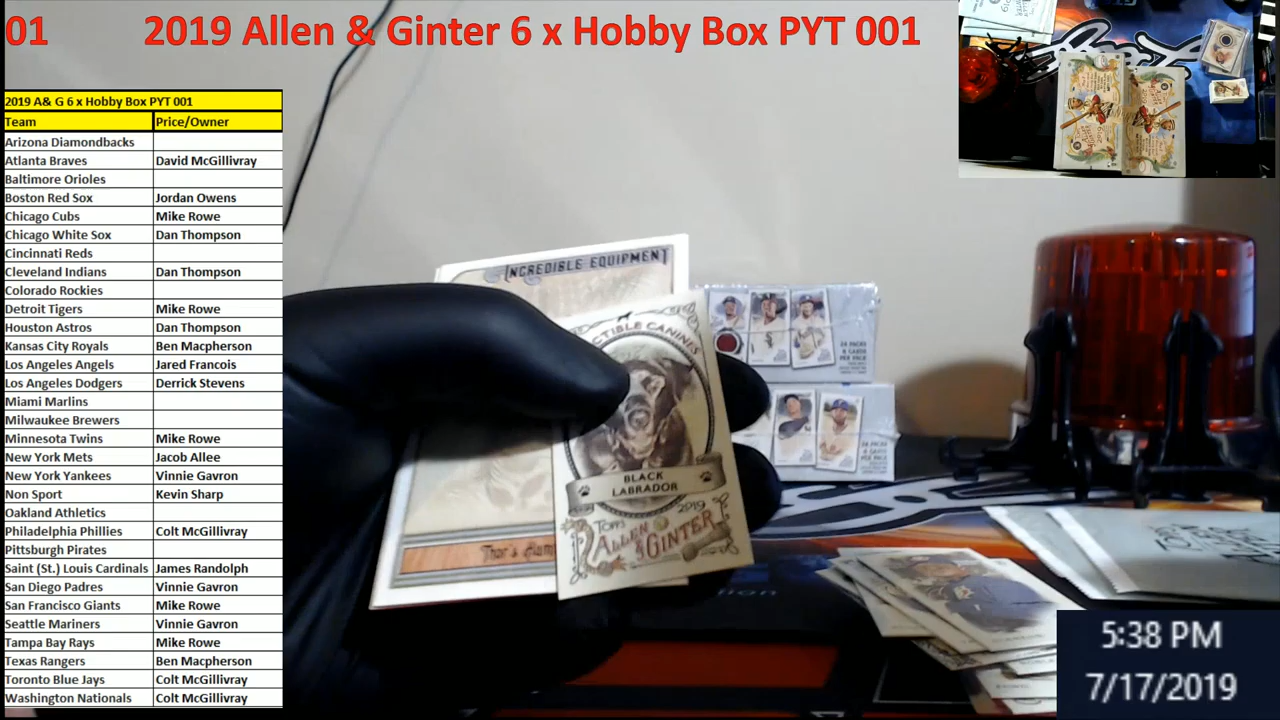 01 2019 Allen & Ginter 6 x Hobby Box PYT 001
2019 A& G 6 x Hobby Box PYT 001
Team Price/Owner
Arizona Diamondbacks
Atlanta Braves David McGillivray
Baltimore Orioles
Boston Red Sox Jordan Owens
Chicago Cubs Mike Rowe
Chicago White Sox Dan Thompson
Cincinnati Reds
Cleveland Indians Dan Thompson
Colorado Rockies
Detroit Tigers Mike Rowe
Houston Astros Dan Thompson
Kansas City Royals Ben Macpherson
Los Angeles Angels Jared Francois
Los Angeles Dodgers Derrick Stevens
Miami Marlins
Milwaukee Brewers
Minnesota Twins Mike Rowe
New York Mets Jacob Allee
New York Yankees Vinnie Gavron
Non Sport Kevin Sharp
Oakland Athletics
Philadelphia Phillies Colt McGillivray
Pittsburgh Pirates
Saint (St.) Louis Cardinals James Randolph
San Diego Padres Vinnie Gavron
San Francisco Giants Mike Rowe
Seattle Mariners Vinnie Gavron
Tampa Bay Rays Mike Rowe
Texas Rangers Ben Macpherson
Toronto Blue Jays Colt McGillivray
Washington Nationals Colt McGillivray
INCREDIBLE EQUIPMENT
Thor's
CTIBLE CANINES
BLACK
LABRADOR
TOPPS 2019
ALLEN
& GINTER
24 PACKS
5:38 PM
7/17/2019